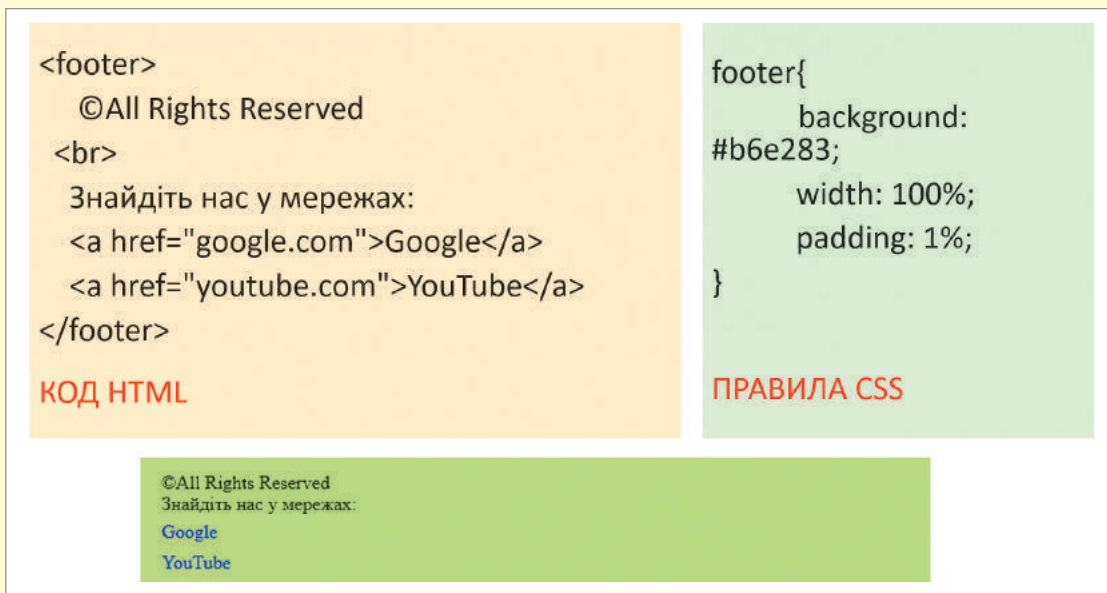 <footer>
©All Rights Reserved
<br>
Знайдіть нас у мережах:
<a href="google.com">Google</a>
<a href="youtube.com">YouTube</a>
</footer>
КОД HTML
footer{
background:
#b6e283;
width: 100%;
padding: 1%;
}
ПРАВИЛА CSS
©All Rights Reserved
Знайдіть нас у мережах:
Google
YouTube